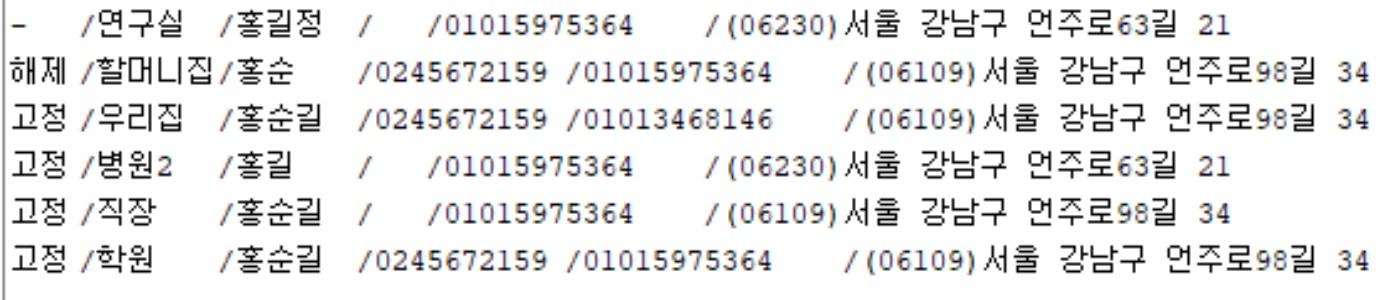 -    /연구실  /홍길정  /   /01015975364    /(06230)서울 강남구 언주로63길 21
해제 /할머니집/홍순    /0245672159 /01015975364    /(06109)서울 강남구 언주로98길 34
고정 /우리집  /홍순길  /0245672159 /01013468146    /(06109)서울 강남구 언주로98길 34
고정 /병원2   /홍길    /   /01015975364    /(06230)서울 강남구 언주로63길 21
고정 /직장    /홍순길  /   /01015975364    /(06109)서울 강남구 언주로98길 34
고정 /학원    /홍순길  /0245672159 /01015975364    /(06109)서울 강남구 언주로98길 34